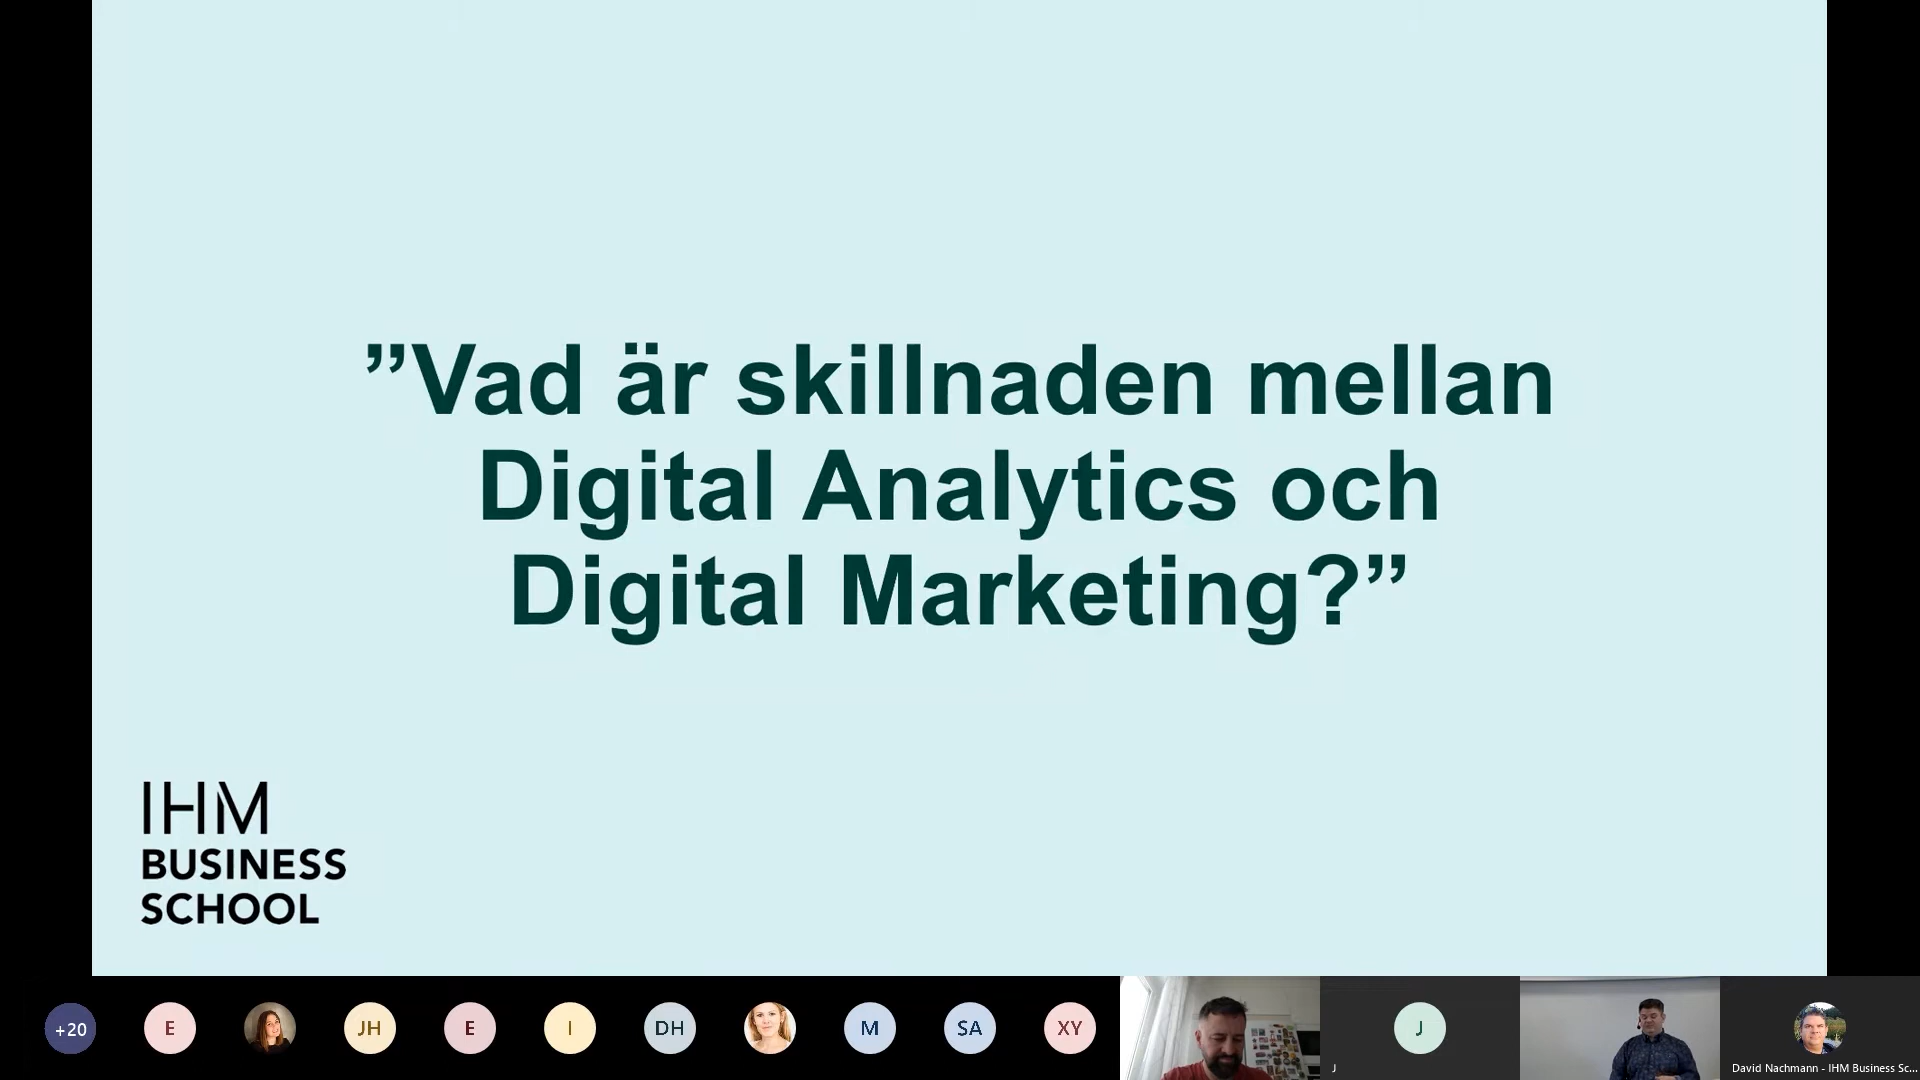 ”Vad är skillnaden mellan
Digital Analytics och
Digital Marketing?”
IHM
BUSINESS
SCHOOL
+20
E
JH
E
I
DH
M
SA
XY
J
J
David Nachmann - IHM Business Sc...